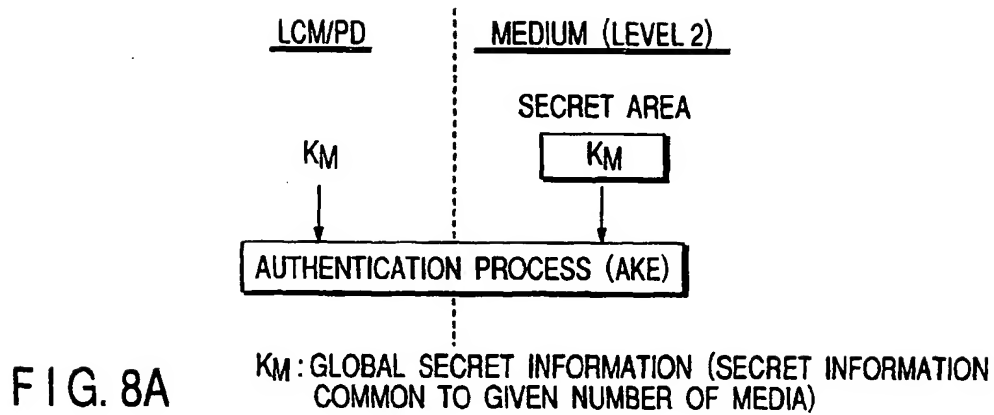 LCM/PD
MEDIUM (LEVEL 2)
SECRET AREA
KM
KM
AUTHENTICATION PROCESS (AKE)
FIG. 8A
KM : GLOBAL SECRET INFORMATION (SECRET INFORMATION
COMMON TO GIVEN NUMBER OF MEDIA)